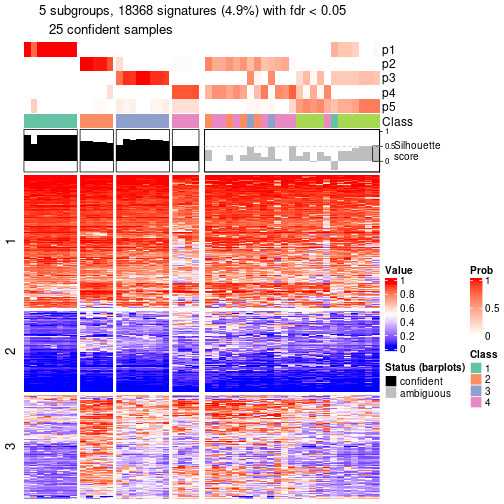 5 subgroups, 18368 signatures (4.9%) with fdr < 0.05
25 confident samples
p1
p2
p3
p4
p5
Class
1
0.5
0
Silhouette
score
1
2
3
Value
1
0.8
0.6
0.4
0.2
0
Prob
1
0.5
0
Status (barplots)
confident
ambiguous
Class
1
2
3
4